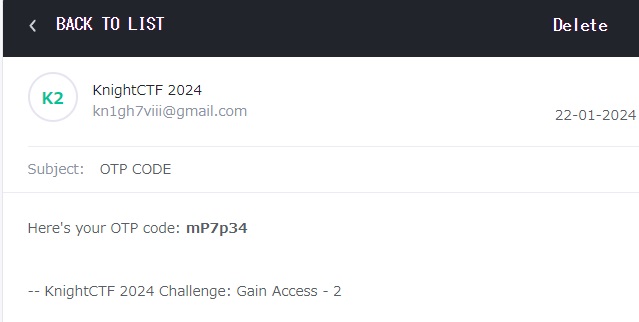 BACK TO LIST Delete
K2
KnightCTF 2024
kn1gh7viii@gmail.com
22-01-2024
Subject: OTP CODE
Here's your OTP code: mP7p34
-- KnightCTF 2024 Challenge: Gain Access - 2